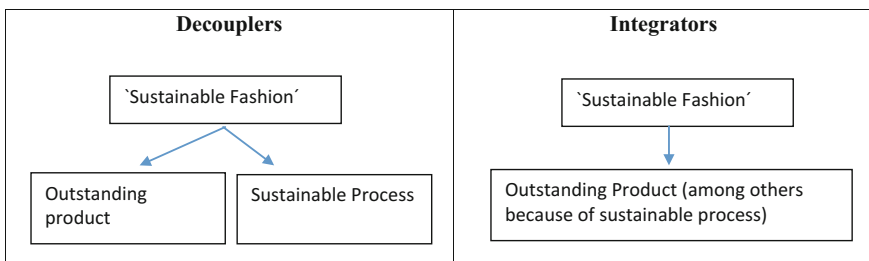 Decouplers
`Sustainable Fashion´
Outstanding
product
Sustainable Process
Integrators
`Sustainable Fashion´
Outstanding Product (among others
because of sustainable process)